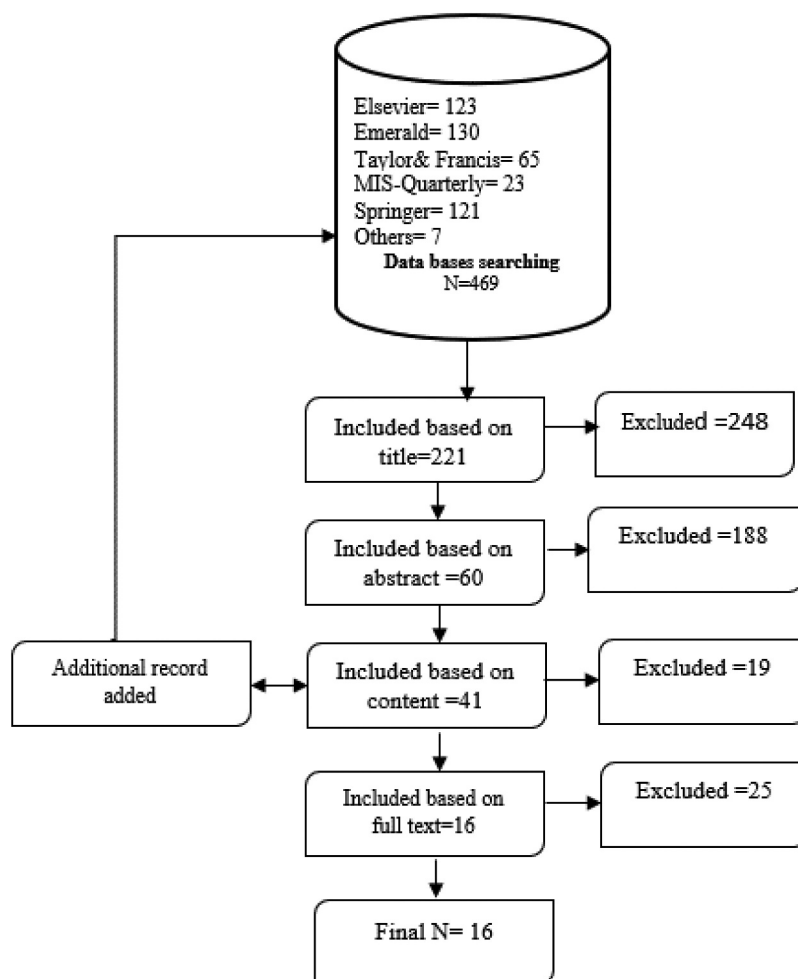 Elsevier= 123
Emerald= 130
Taylor& Francis= 65
MIS-Quarterly= 23
Springer= 121
Others= 7
Data bases searching
N=469
Included based on
title=221
Excluded =248
Included based on
abstract =60
Excluded =188
Additional record
added
Included based on
content =41
Excluded =19
Included based on
full text=16
Excluded =25
Final N= 16